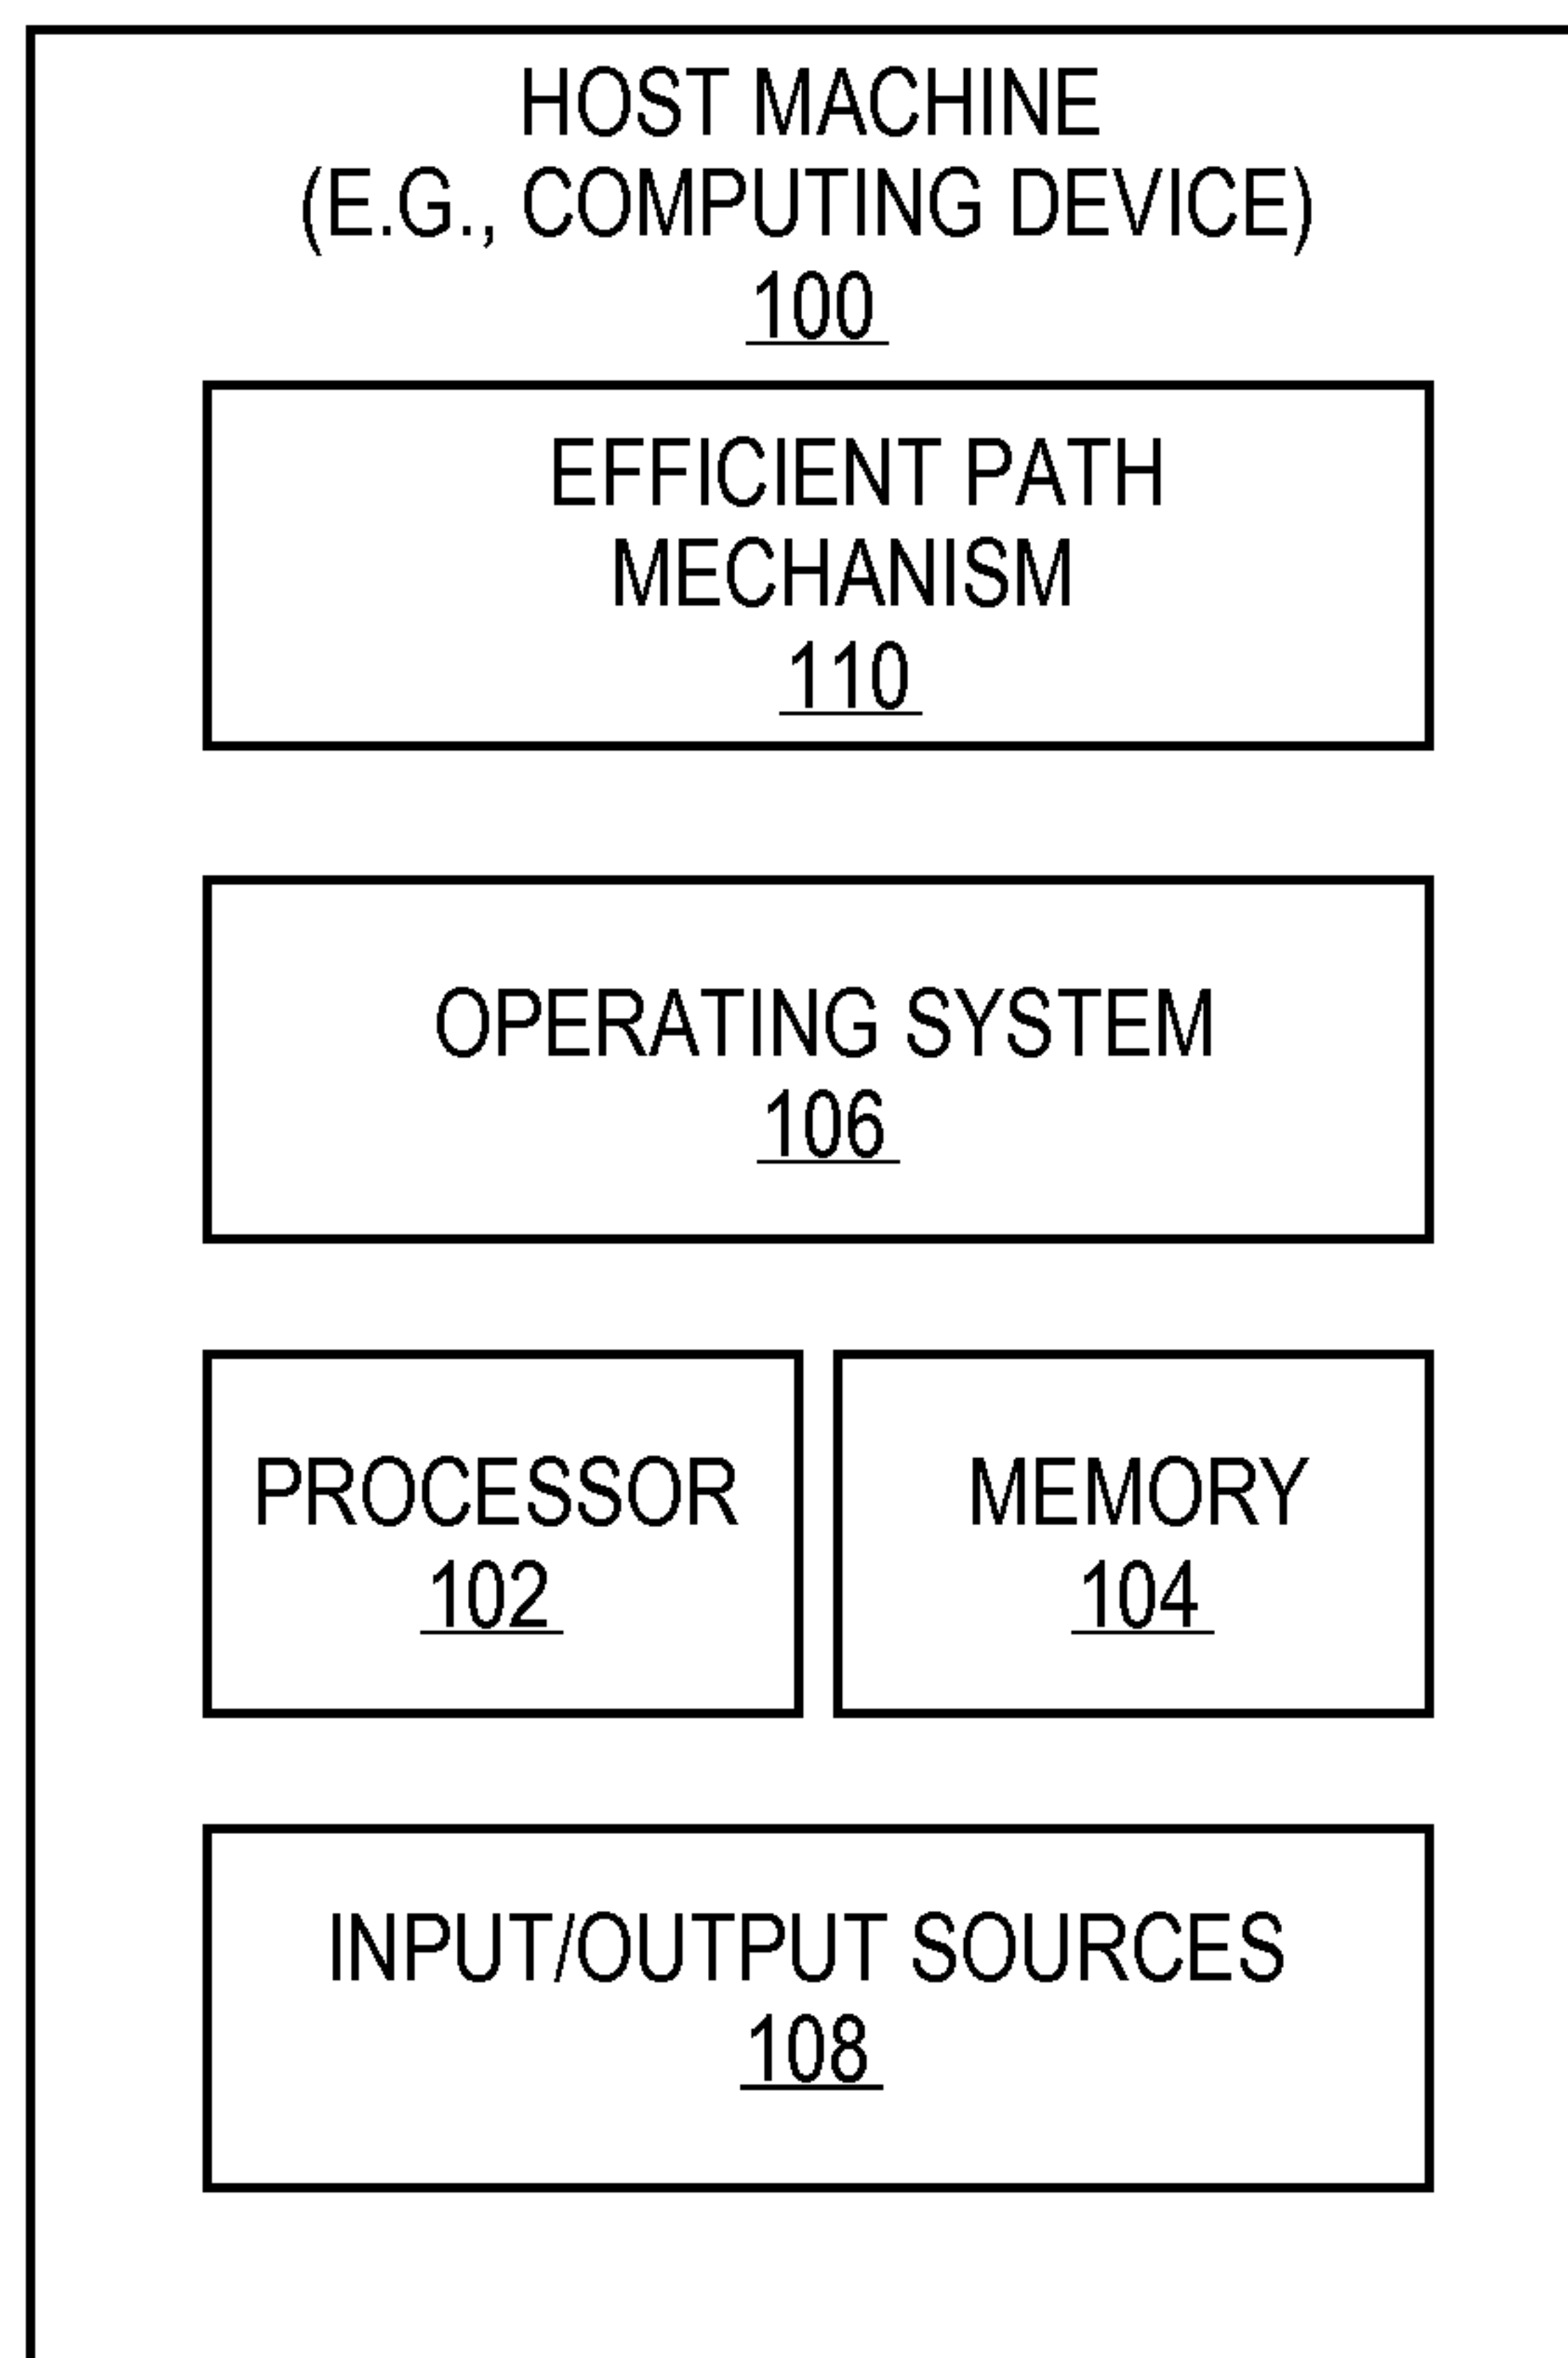 HOST MACHINE
(E.G., COMPUTING DEVICE)
100
EFFICIENT PATH
MECHANISM
110
OPERATING SYSTEM
106
PROCESSOR
102
MEMORY
104
INPUT/OUTPUT SOURCES
108